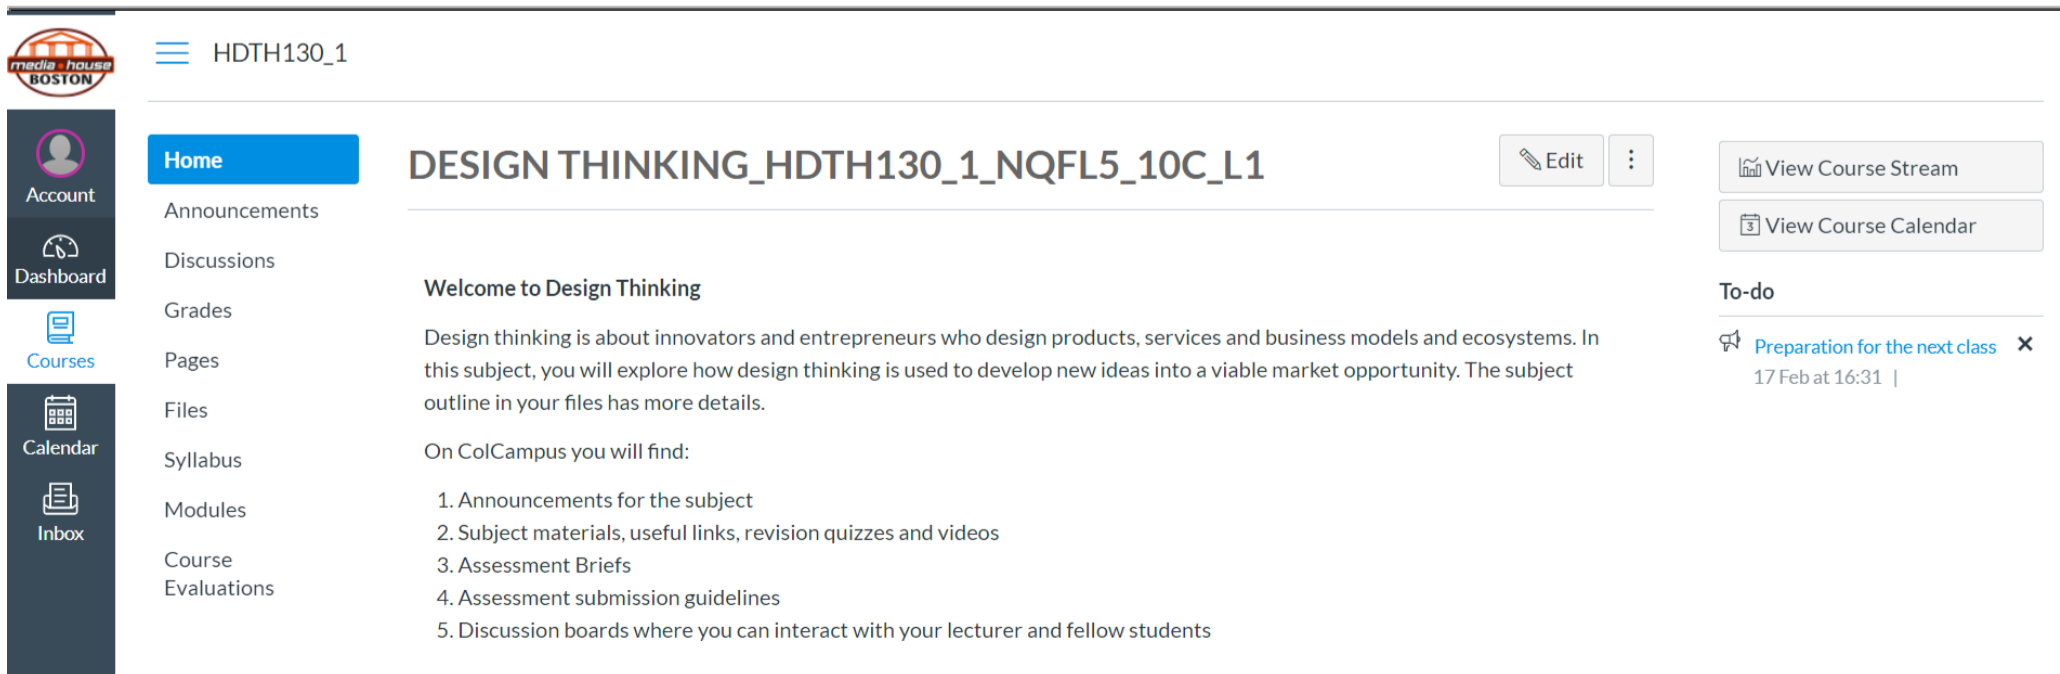 media house
BOSTON
HDTH130_1
Account
Dashboard
Courses
Calendar
Inbox
Home
Announcements
Discussions
Grades
Pages
Files
Syllabus
Modules
Course
Evaluations
DESIGN THINKING_HDTH130_1_NQFL5_10C_L1
Edit
Welcome to Design Thinking
Design thinking is about innovators and entrepreneurs who design products, services and business models and ecosystems. In
this subject, you will explore how design thinking is used to develop new ideas into a viable market opportunity. The subject
outline in your files has more details.
On ColCampus you will find:
1. Announcements for the subject
2. Subject materials, useful links, revision quizzes and videos
3. Assessment Briefs
4. Assessment submission guidelines
5. Discussion boards where you can interact with your lecturer and fellow students
View Course Stream
3 View Course Calendar
To-do
Preparation for the next class
17 Feb at 16:31 |